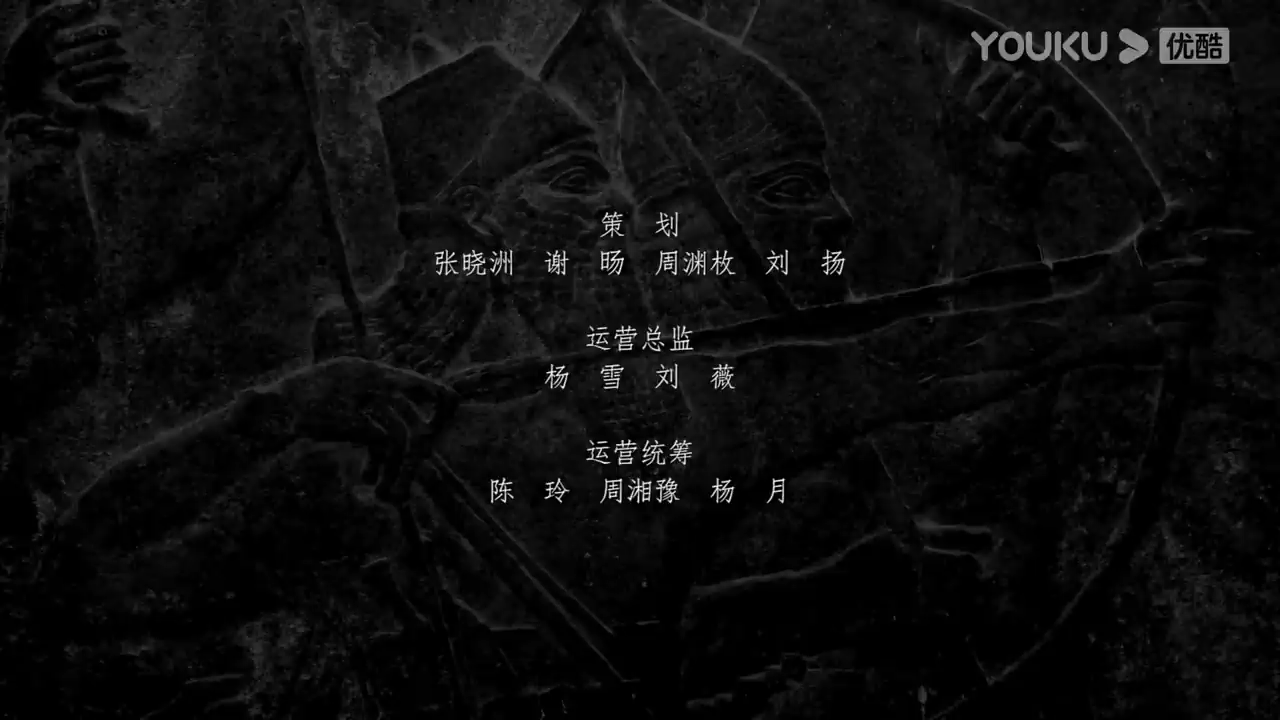 YOUKU 优酷
策 划
张晓洲 谢 旸 周渊枚 刘 扬
运营总监
杨 雪 刘 薇
运营统筹
陈 玲 周湘豫 杨 月